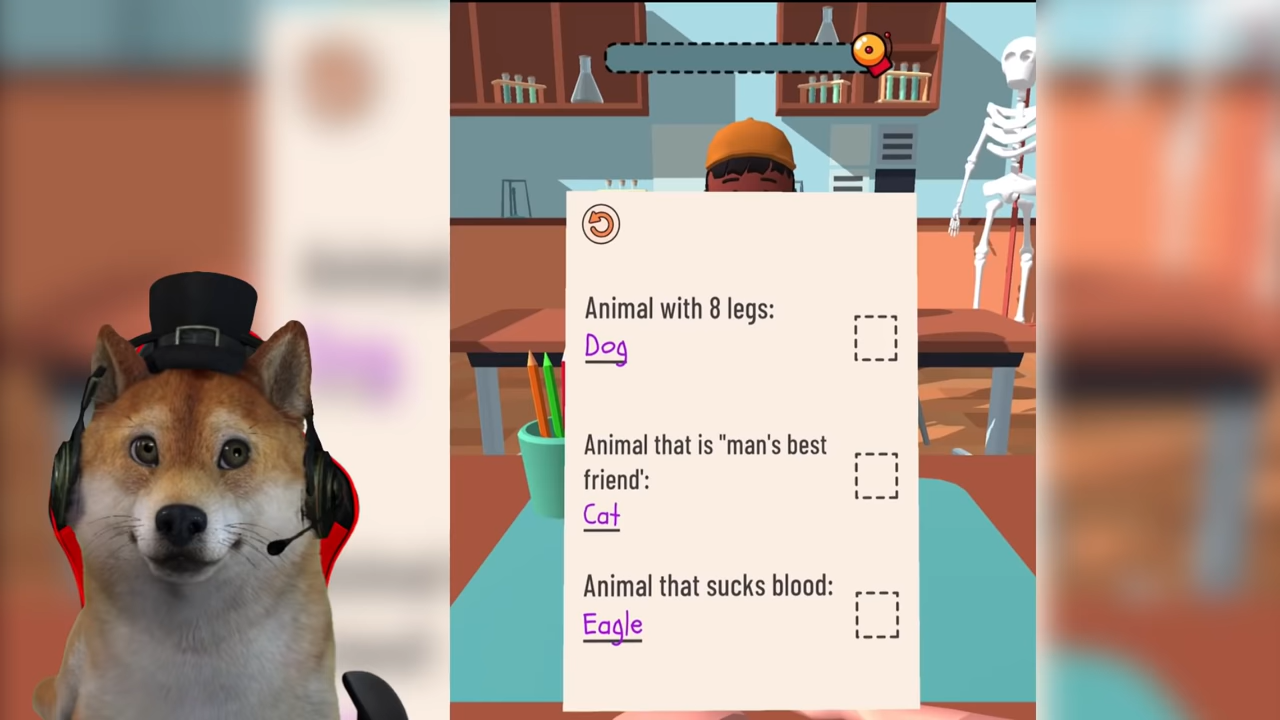 Animal with 8 legs:
Dog
Animal that is "man's best
friend':
Cat
Animal that sucks blood:
Eagle